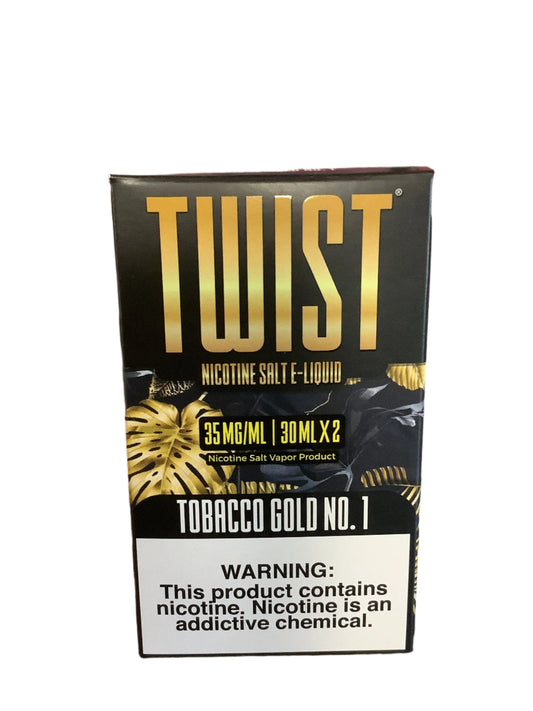 TWIST®
NICOTINE SALT E-LIQUID
35 MG/ML | 30 ML X 2
Nicotine Salt Vapor Product
TOBACCO GOLD NO. 1
WARNING:
This product contains
nicotine. Nicotine is an
addictive chemical.